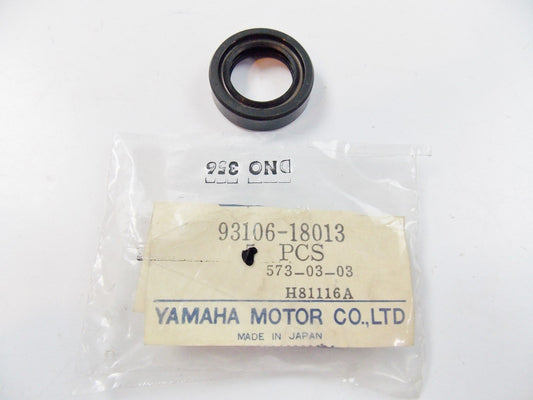 DNO 356
93106-18013
PCS
573-03-03
H81116A
YAMAHA MOTOR CO.,LTD
MADE IN JAPAN